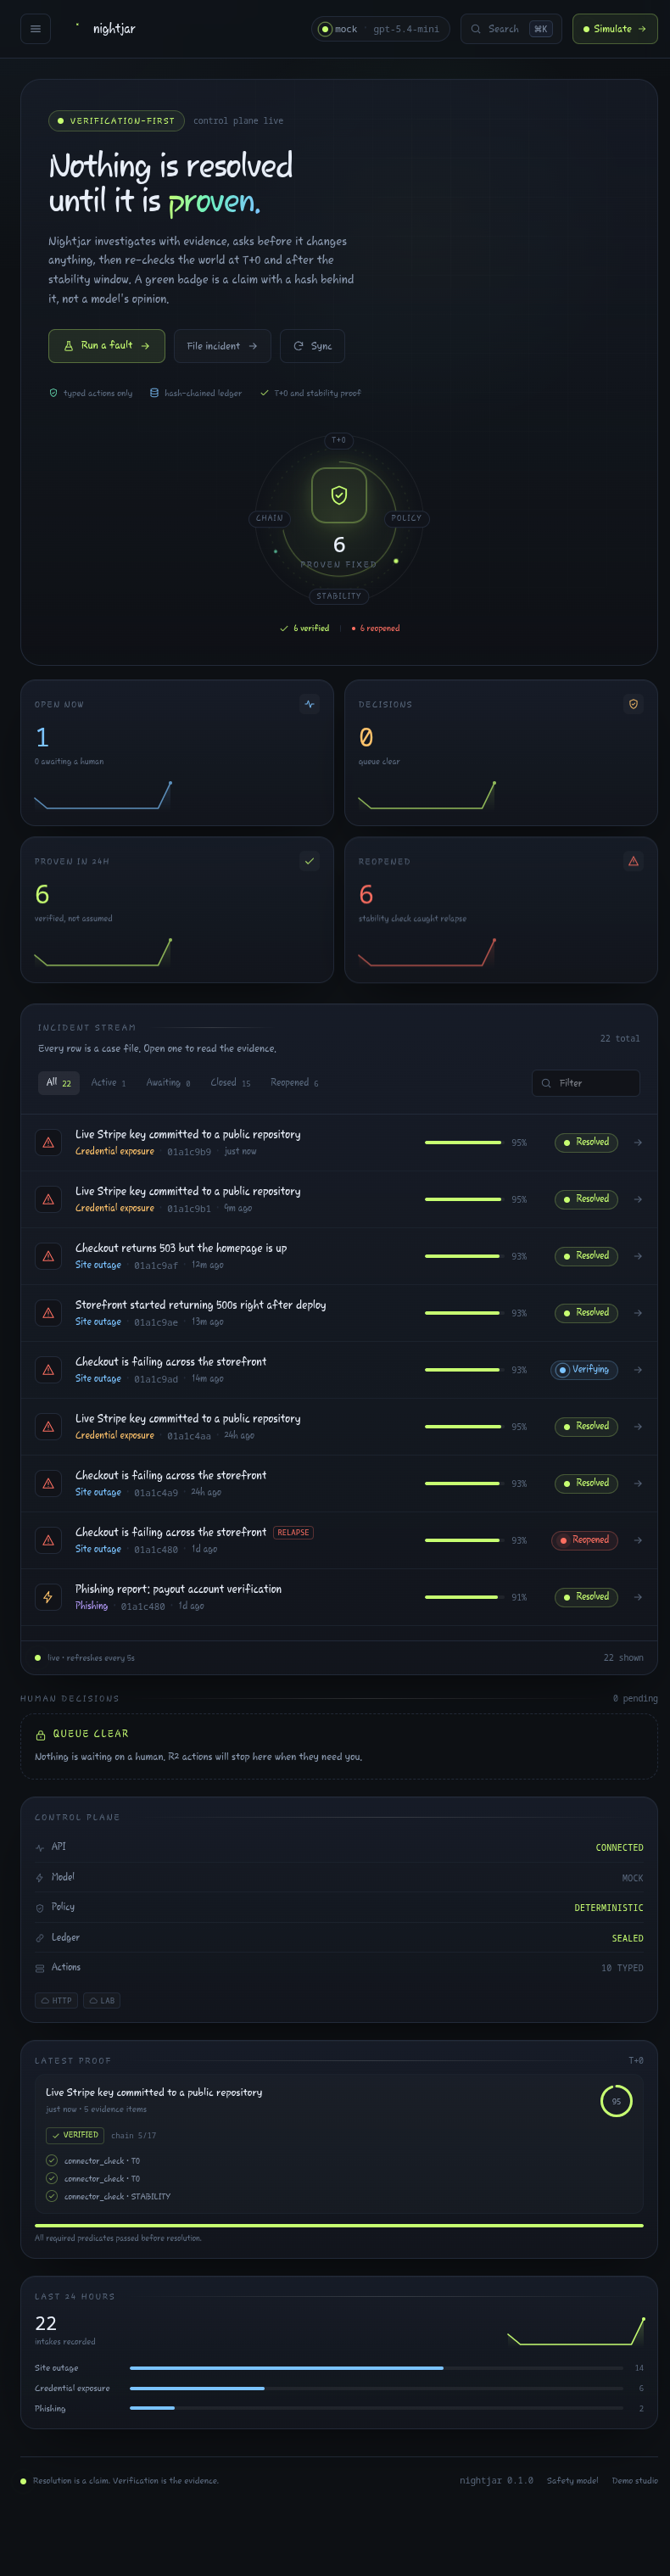 nightjar
mock · gpt-5.4-mini
Search ⌘K
Simulate →
VERIFICATION-FIRST
control plane live
Nothing is resolved
until it is proven.
Nightjar investigates with evidence, asks before it changes
anything, then re-checks the world at T+0 and after the
stability window. A green badge is a claim with a hash behind
it, not a model's opinion.
Run a fault →
File incident →
Sync
typed actions only
hash-chained ledger
T+0 and stability proof
T+0
CHAIN
POLICY
6
PROVEN FIXED
STABILITY
6 verified
6 reopened
OPEN NOW
1
0 awaiting a human
DECISIONS
0
queue clear
PROVEN IN 24H
6
verified, not assumed
REOPENED
6
stability check caught relapse
INCIDENT STREAM
Every row is a case file. Open one to read the evidence.
22 total
All 22
Active 1
Awaiting 0
Closed 15
Reopened 6
Filter
Live Stripe key committed to a public repository
Credential exposure · 01a1c9b9 · just now
95%
Resolved →
Live Stripe key committed to a public repository
Credential exposure · 01a1c9b1 · 9m ago
95%
Resolved →
Checkout returns 503 but the homepage is up
Site outage · 01a1c9af · 12m ago
93%
Resolved →
Storefront started returning 500s right after deploy
Site outage · 01a1c9ae · 13m ago
93%
Resolved →
Checkout is failing across the storefront
Site outage · 01a1c9ad · 14m ago
93%
Verifying →
Live Stripe key committed to a public repository
Credential exposure · 01a1c4aa · 24h ago
95%
Resolved →
Checkout is failing across the storefront
Site outage · 01a1c4a9 · 24h ago
93%
Resolved →
Checkout is failing across the storefront RELAPSE
Site outage · 01a1c480 · 1d ago
93%
Reopened →
Phishing report: payout account verification
Phishing · 01a1c480 · 1d ago
91%
Resolved →
live · refreshes every 5s
22 shown
HUMAN DECISIONS
0 pending
QUEUE CLEAR
Nothing is waiting on a human. R2 actions will stop here when they need you.
CONTROL PLANE
API CONNECTED
Model MOCK
Policy DETERMINISTIC
Ledger SEALED
Actions 10 TYPED
HTTP
LAB
LATEST PROOF
T+0
Live Stripe key committed to a public repository
just now · 5 evidence items
95
VERIFIED
chain 5/17
connector_check · T0
connector_check · T0
connector_check · STABILITY
All required predicates passed before resolution.
LAST 24 HOURS
22
intakes recorded
Site outage 14
Credential exposure 6
Phishing 2
Resolution is a claim. Verification is the evidence.
nightjar 0.1.0
Safety model
Demo studio